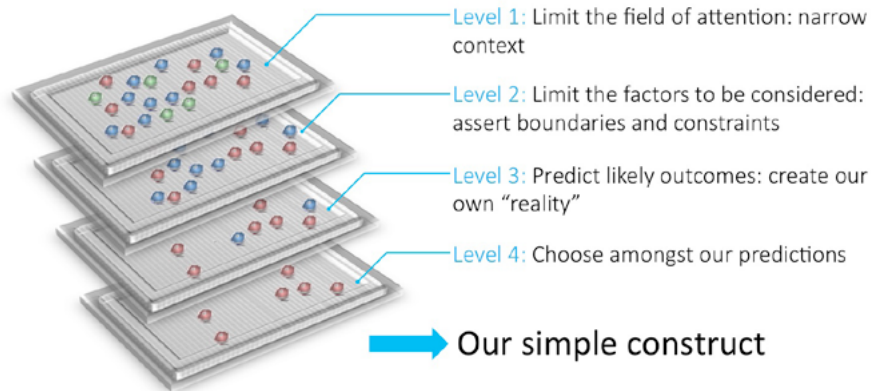 Level 1: Limit the field of attention: narrow
context
Level 2: Limit the factors to be considered:
assert boundaries and constraints
Level 3: Predict likely outcomes: create our
own “reality”
Level 4: Choose amongst our predictions
Our simple construct